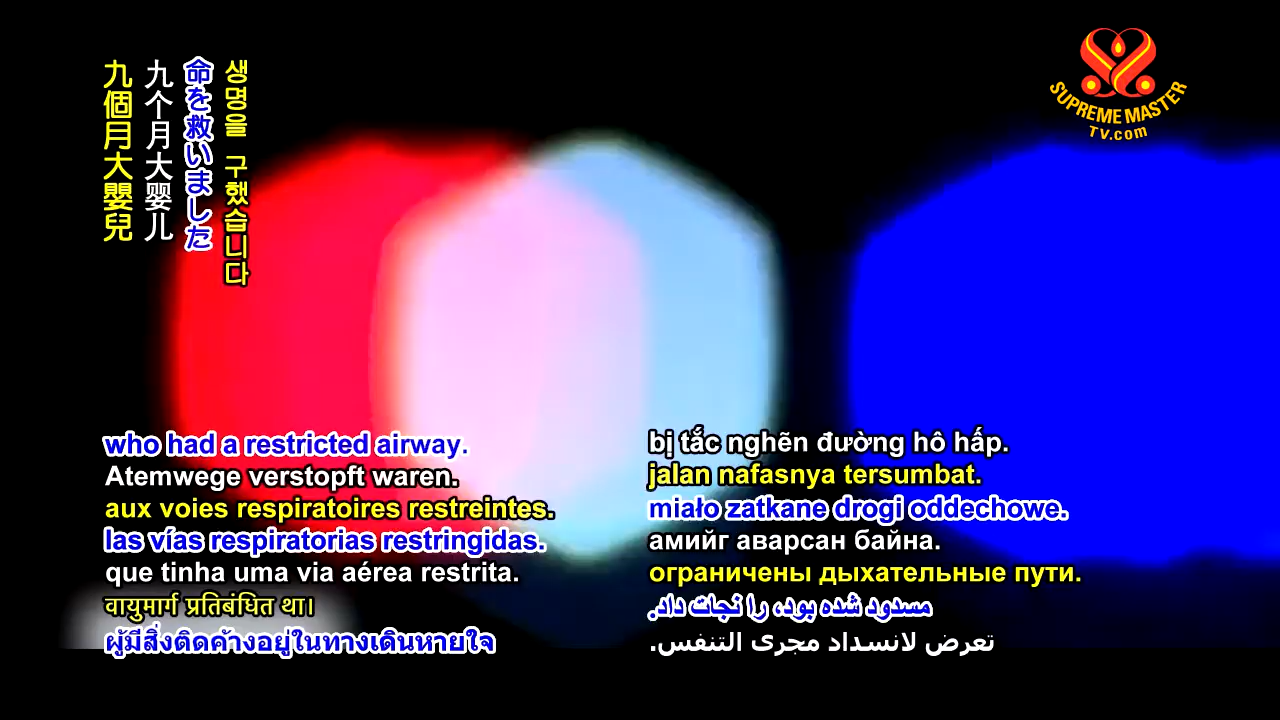 생명을 구했습니다
命を救いました
九个月大婴儿
九個月大嬰兒
SUPREME MASTER
TV.com
who had a restricted airway.
Atemwege verstopft waren.
aux voies respiratoires restreintes.
las vías respiratorias restringidas.
que tinha uma via aérea restrita.
वायुमार्ग प्रतिबंधित था।
ผู้มีสิ่งติดค้างอยู่ในทางเดินหายใจ
bị tắc nghẽn đường hô hấp.
jalan nafasnya tersumbat.
miało zatkane drogi oddechowe.
амийг аварсан байна.
ограничены дыхательные пути.
مسدود شده بود، را نجات داد.
تعرض لانسداد مجرى التنفس.